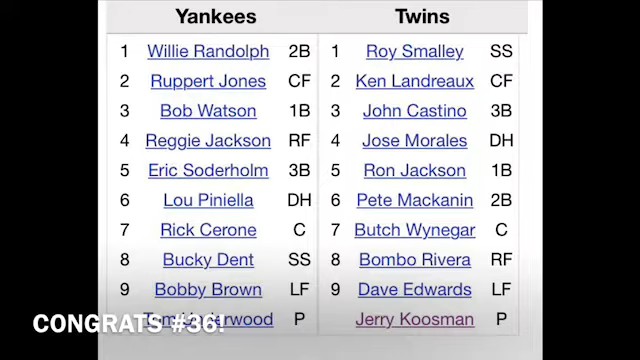 Yankees Twins
1 Willie Randolph 2B 1 Roy Smalley SS
2 Ruppert Jones CF 2 Ken Landreaux CF
3 Bob Watson 1B 3 John Castino 3B
4 Reggie Jackson RF 4 Jose Morales DH
5 Eric Soderholm 3B 5 Ron Jackson 1B
6 Lou Piniella DH 6 Pete Mackanin 2B
7 Rick Cerone C 7 Butch Wynegar C
8 Bucky Dent SS 8 Bombo Rivera RF
9 Bobby Brown LF 9 Dave Edwards LF
Tom Underwood P Jerry Koosman P
CONGRATS #36!